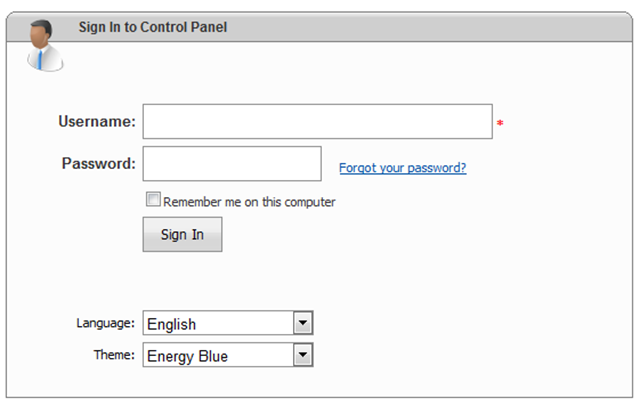 Sign In to Control Panel
Username: *
Password: Forgot your password?
Remember me on this computer
Sign In
Language: English
Theme: Energy Blue